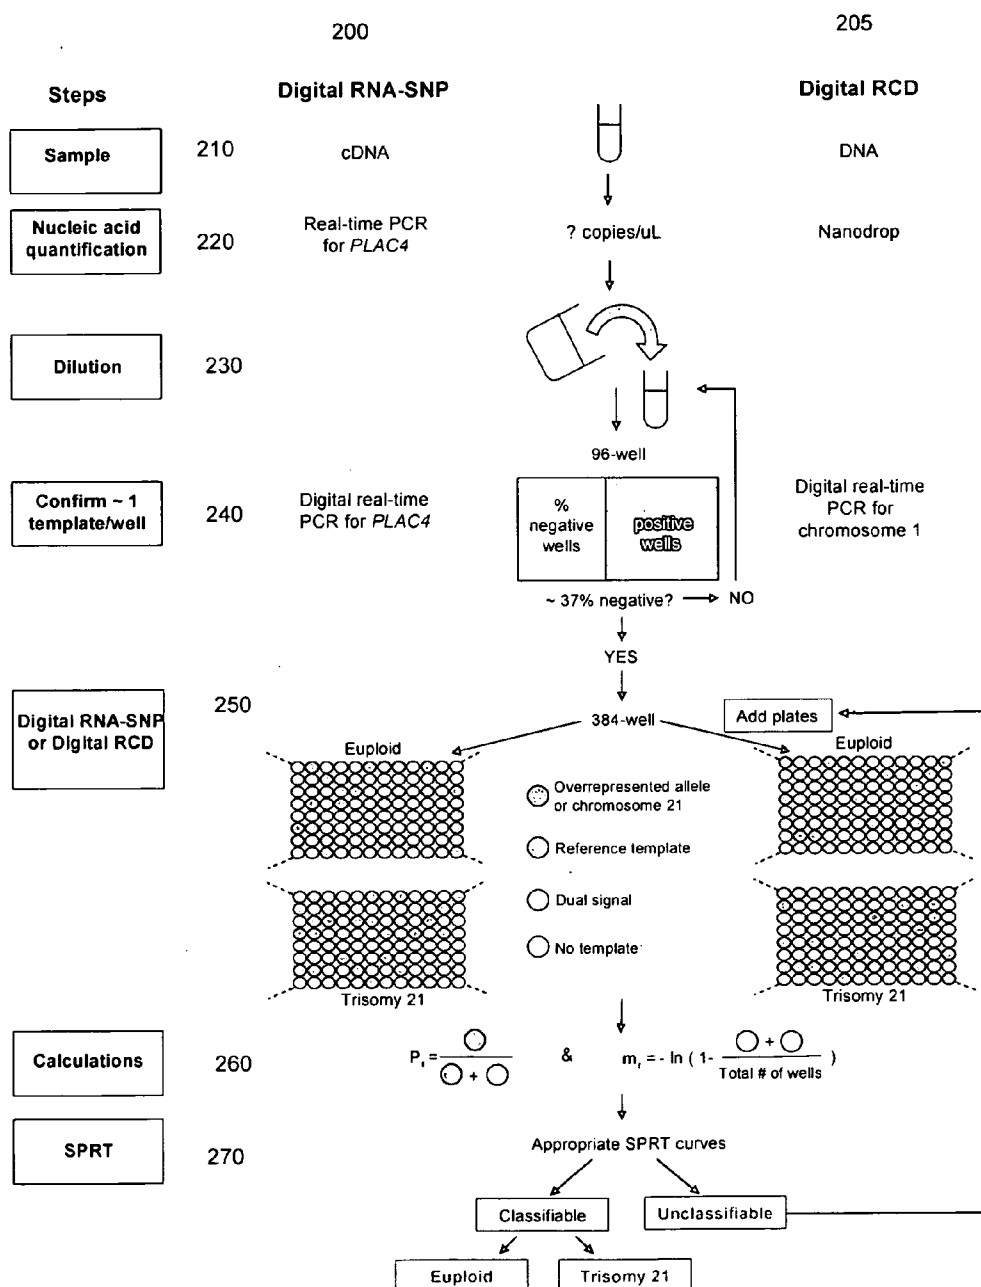 200
205
Steps
Digital RNA-SNP
Digital RCD
Sample
210
cDNA
DNA
Nucleic acid
quantification
220
Real-time PCR
for PLAC4
? copies/uL
Nanodrop
Dilution
230
96-well
Confirm ~ 1
template/well
240
Digital real-time
PCR for PLAC4
%
negative
wells
positive
wells
Digital real-time
PCR for
chromosome 1
~ 37% negative?
NO
YES
Digital RNA-SNP
or Digital RCD
250
384-well
Add plates
Euploid
Euploid
Overrepresented allele
or chromosome 21
Reference template
Dual signal
No template
Trisomy 21
Trisomy 21
Calculations
260
Pr =
+
&
mr = - ln ( 1-
+
Total # of wells
)
SPRT
270
Appropriate SPRT curves
Classifiable
Unclassifiable
Euploid
Trisomy 21